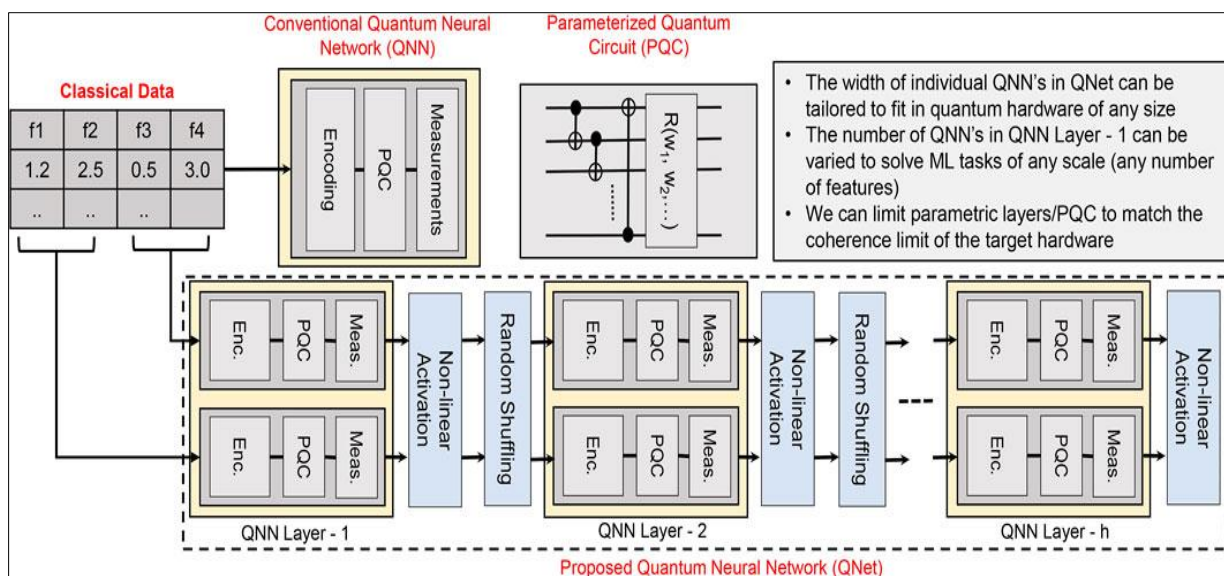 Conventional Quantum Neural
Network (QNN)
Parameterized Quantum
Circuit (PQC)
Classical Data
f1 f2 f3 f4
1.2 2.5 0.5 3.0
.. .. ..
Encoding
PQC
Measurements
R(w1, w2,...)
• The width of individual QNN's in QNet can be
tailored to fit in quantum hardware of any size
• The number of QNN's in QNN Layer - 1 can be
varied to solve ML tasks of any scale (any number
of features)
• We can limit parametric layers/PQC to match the
coherence limit of the target hardware
Enc.
PQC
Meas.
Enc.
PQC
Meas.
QNN Layer - 1
Non-linear
Activation
Random Shuffling
Enc.
PQC
Meas.
Enc.
PQC
Meas.
QNN Layer - 2
Non-linear
Activation
Random Shuffling
Enc.
PQC
Meas.
Enc.
PQC
Meas.
QNN Layer - h
Non-linear
Activation
Proposed Quantum Neural Network (QNet)